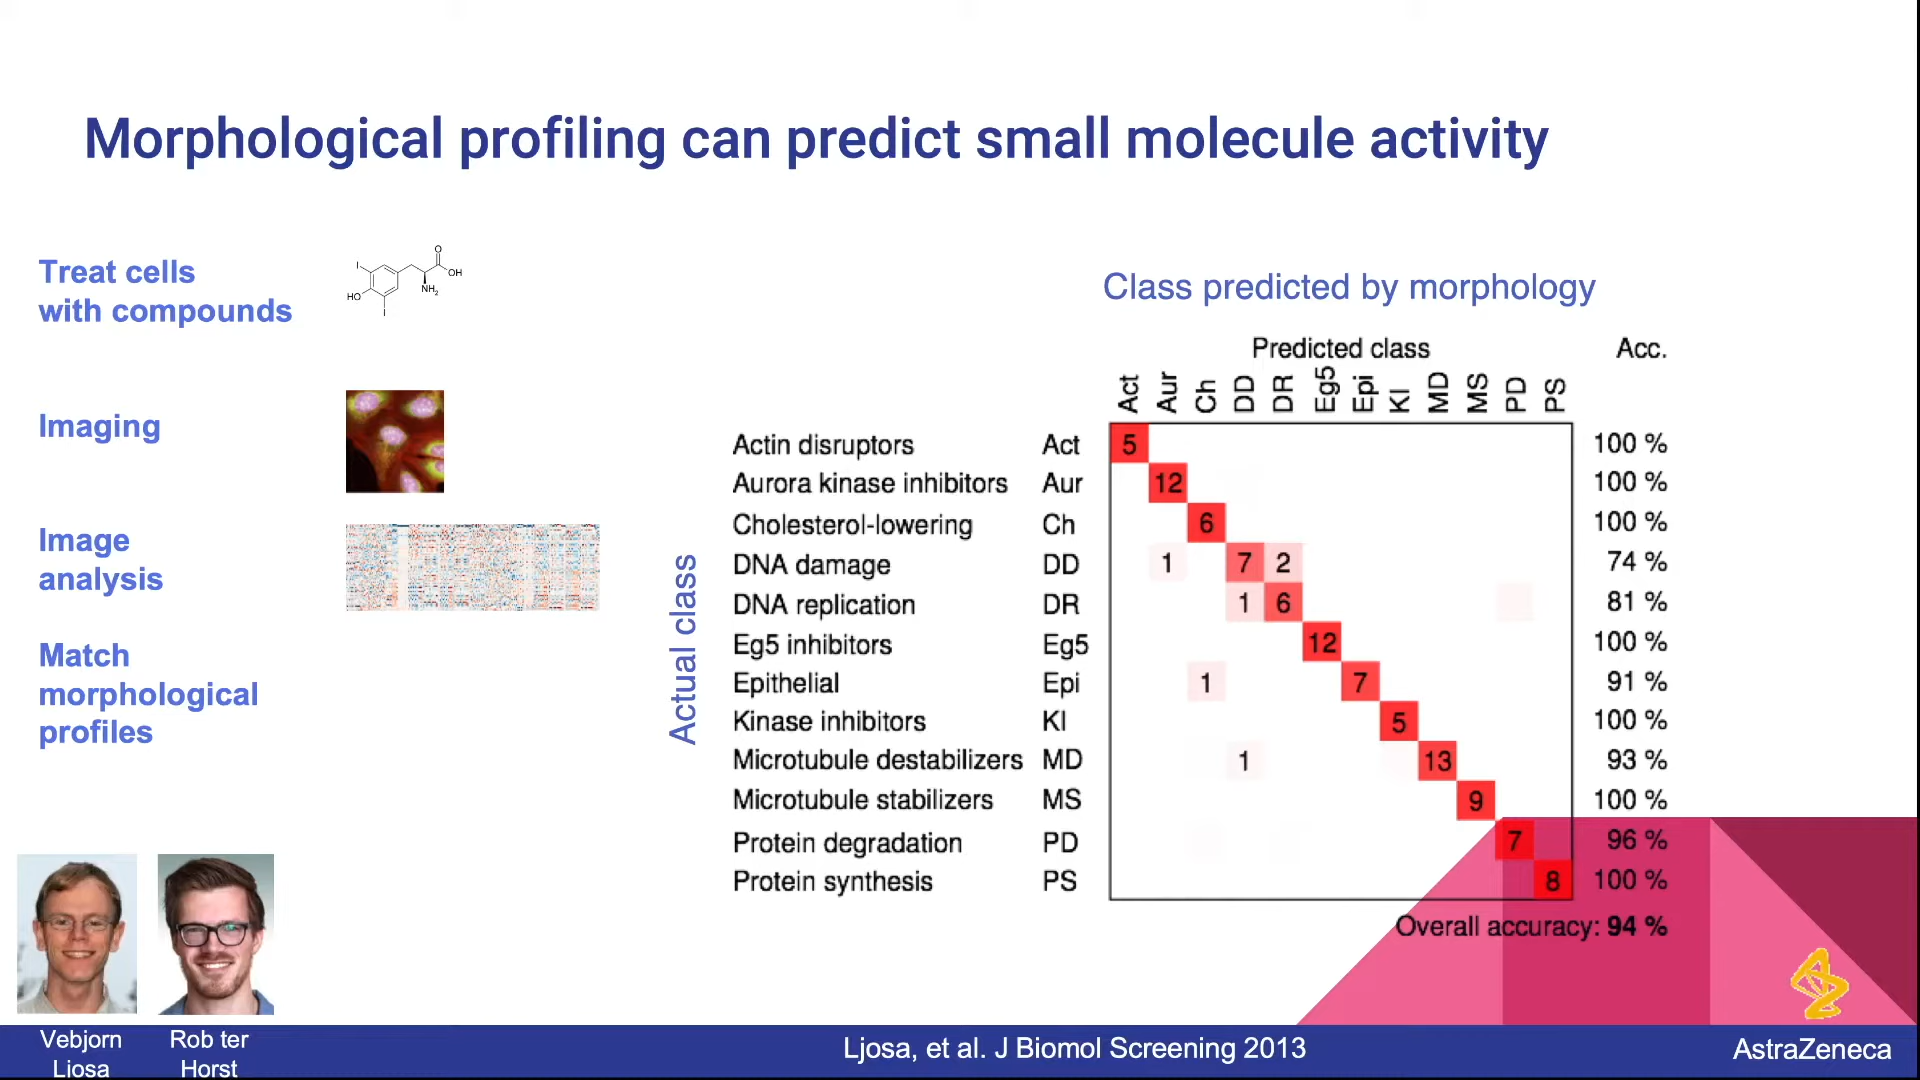 Morphological profiling can predict small molecule activity
Treat cells
with compounds
I
O
OH
NH2
HO
I
Imaging
Image
analysis
Match
morphological
profiles
Class predicted by morphology
Predicted class Acc.
Act Aur Ch DD DR Eg5 Epi KI MD MS PD PS
Actual class
Actin disruptors Act 5 100 %
Aurora kinase inhibitors Aur 12 100 %
Cholesterol-lowering Ch 6 100 %
DNA damage DD 1 7 2 74 %
DNA replication DR 1 6 81 %
Eg5 inhibitors Eg5 12 100 %
Epithelial Epi 1 7 91 %
Kinase inhibitors KI 5 100 %
Microtubule destabilizers MD 1 13 93 %
Microtubule stabilizers MS 9 100 %
Protein degradation PD 7 96 %
Protein synthesis PS 8 100 %
Overall accuracy: 94 %
Vebjorn
Liosa
Rob ter
Horst
Ljosa, et al. J Biomol Screening 2013
AstraZeneca